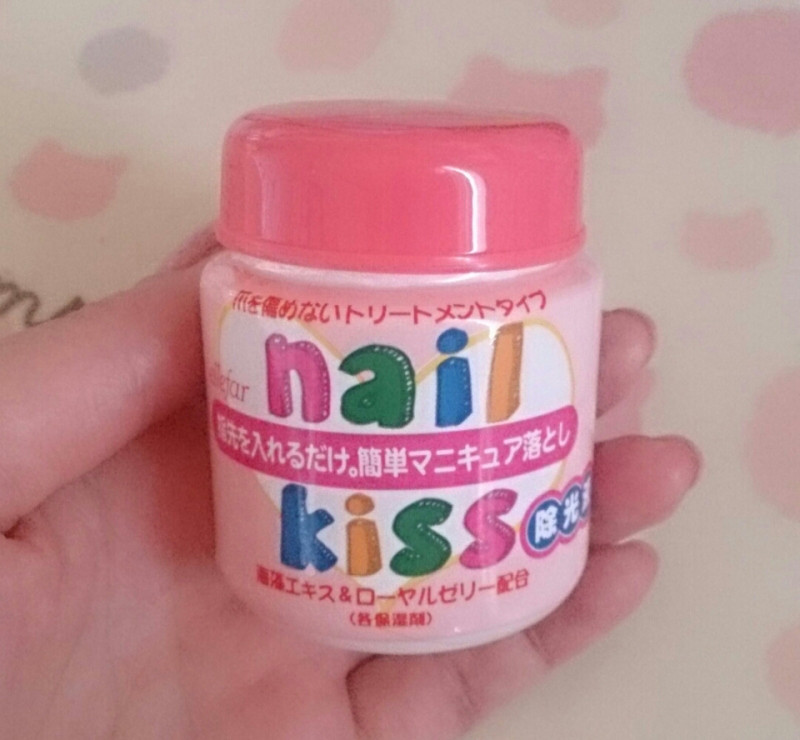 爪を傷めないトリートメントタイプ
nail
指先を入れるだけ。簡単マニキュア落とし
kiss
除光
海藻エキス&ローヤルゼリー配合
(各保湿剤)